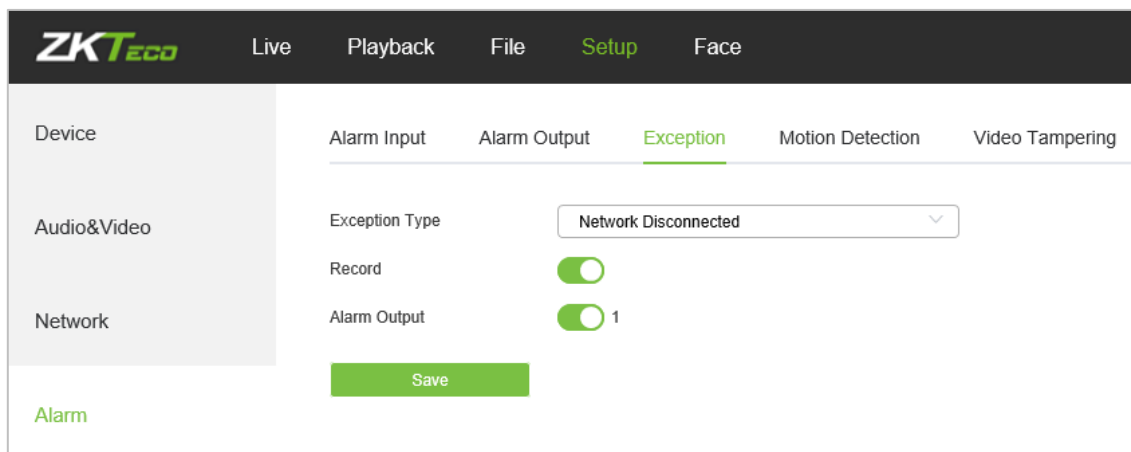 ZKTeco Live Playback File Setup Face
Device
Alarm Input Alarm Output Exception Motion Detection Video Tampering
Audio&Video
Exception Type Network Disconnected
Record
Network
Alarm Output 1
Save
Alarm